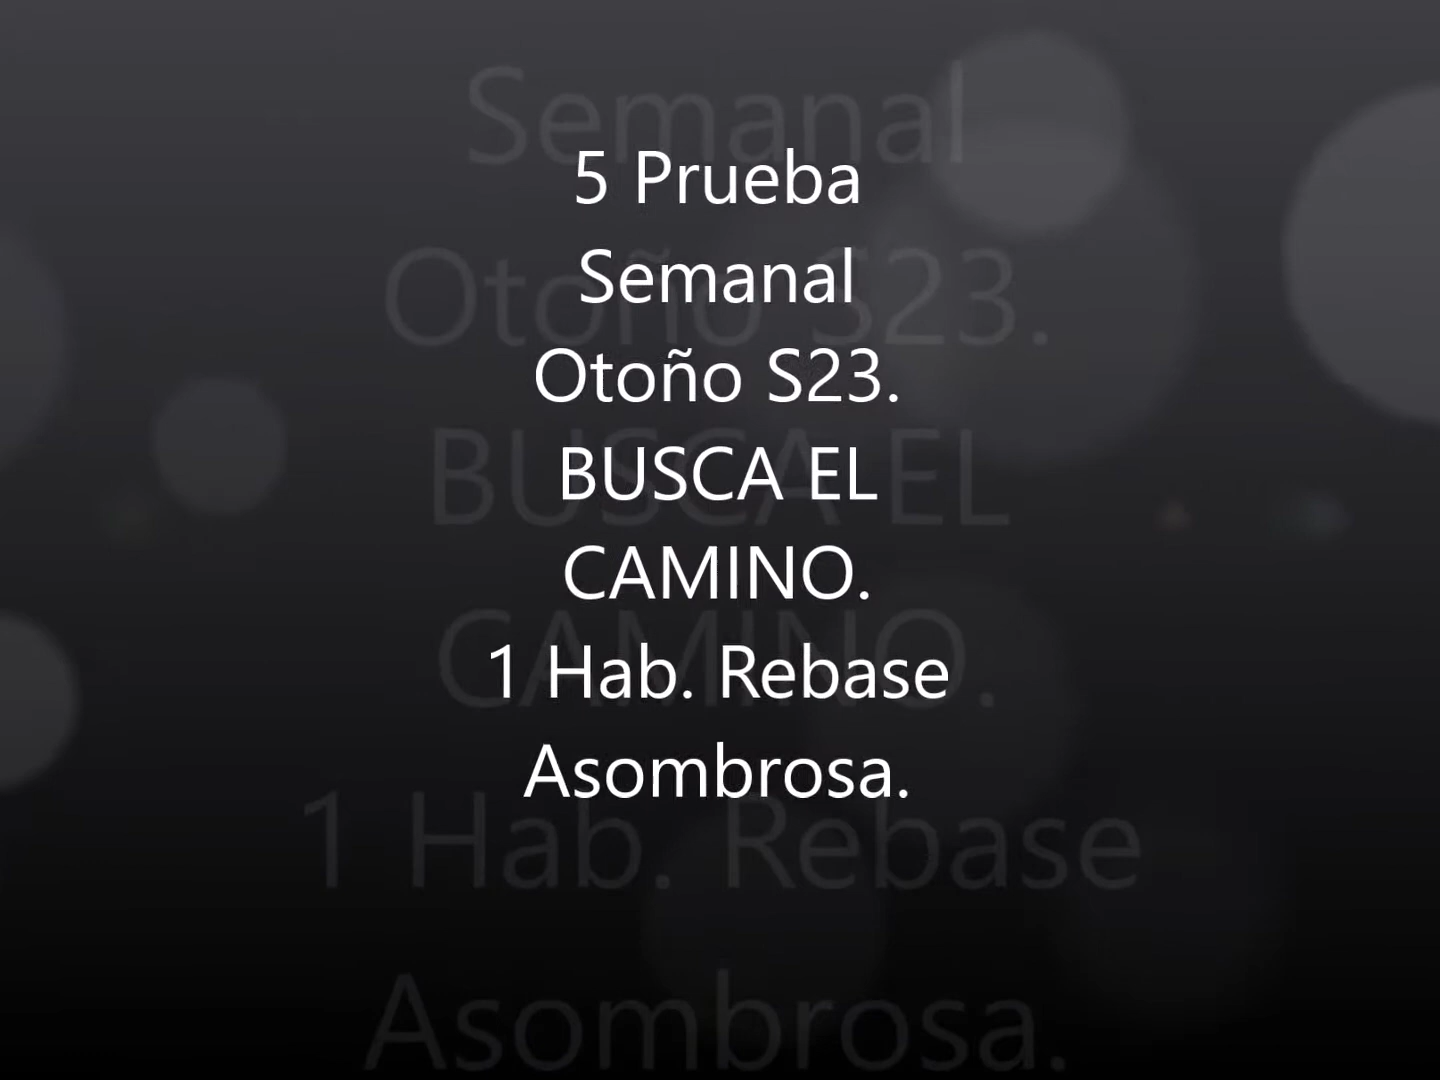 5 Prueba
Semanal
Otoño S23.
BUSCA EL
CAMINO.
1 Hab. Rebase
Asombrosa.